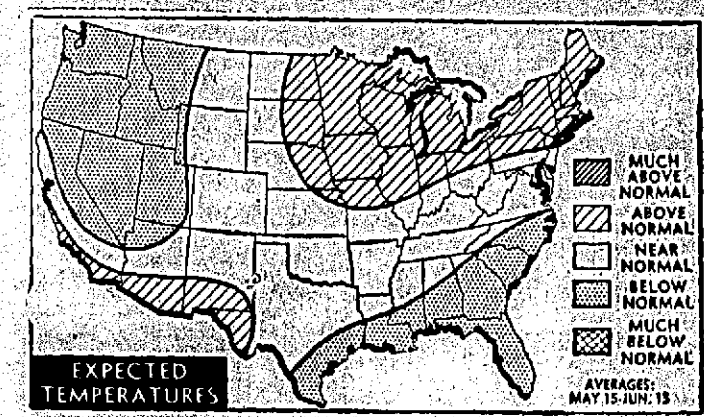 MUCH
ABOVE
NORMAL
ABOVE
NORMAL
NEAR
NORMAL
BELOW
NORMAL
MUCH
BELOW
NORMAL
EXPECTED
TEMPERATURES
AVERAGES:
MAY 15-JUN. 15